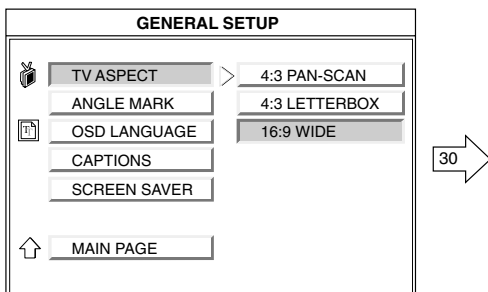 GENERAL SETUP
TV ASPECT 4:3 PAN-SCAN
ANGLE MARK 4:3 LETTERBOX
OSD LANGUAGE 16:9 WIDE
CAPTIONS
30
SCREEN SAVER
MAIN PAGE